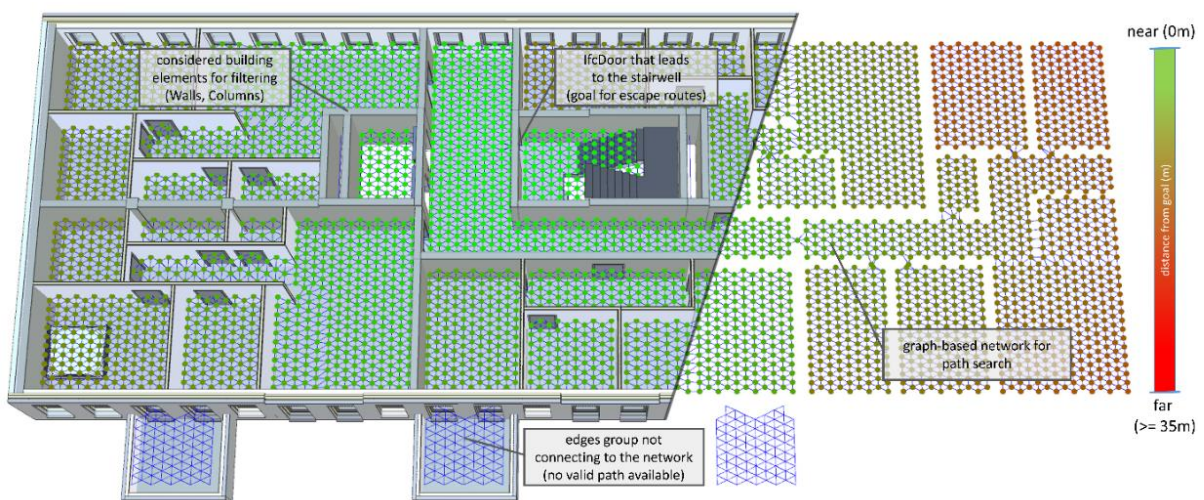 considered building
elements for filtering
(Walls, Columns)
IfcDoor that leads
to the stairwell
(goal for escape routes)
near (0m)
distance from goal (m)
far
(>= 35m)
graph-based network for
path search
edges group not
connecting to the network
(no valid path available)